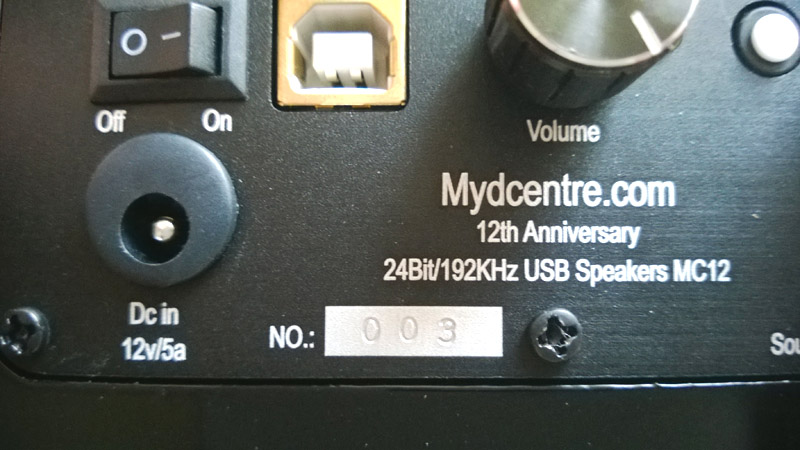 Off On
Volume
Mydcentre.com
12th Anniversary
24Bit/192KHz USB Speakers MC12
Dc in
12v/5a
NO.: 003